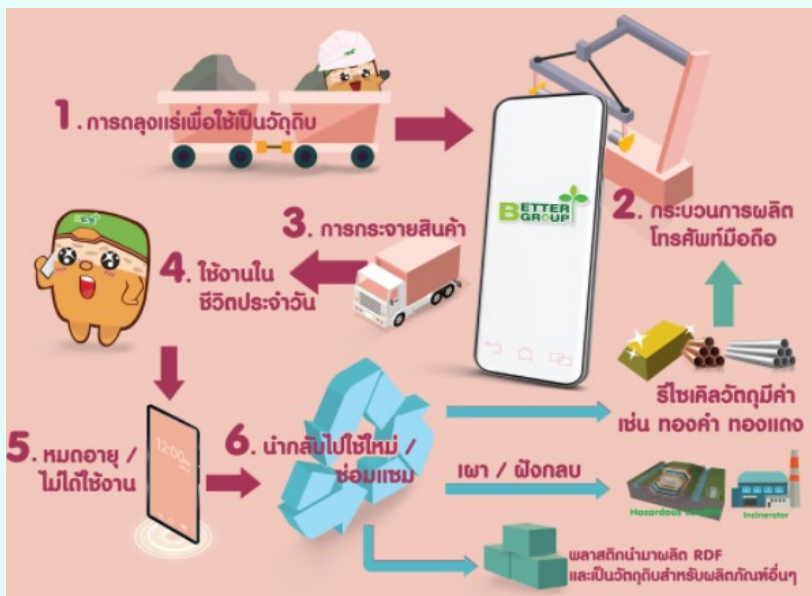 1. การถลุงแร่เพื่อใช้เป็นวัตถุดิบ
BETTER
GROUP
2. กระบวนการผลิต
โทรศัพท์มือถือ
3. การกระจายสินค้า
4. ใช้งานใน
ชีวิตประจำวัน
5. หมดอายุ /
ไม่ได้ใช้งาน
12:00
6. นำกลับไปใช้ใหม่ /
ซ่อมแซม
รีไซเคิลวัตถุมีค่า
เช่น ทองคำ ทองแดง
เผา / ฝังกลบ
Hazardous
Incinerator
พลาสติกนำมาผลิต RDF
และเป็นวัตถุดิบสำหรับผลิตภัณฑ์อื่นๆ